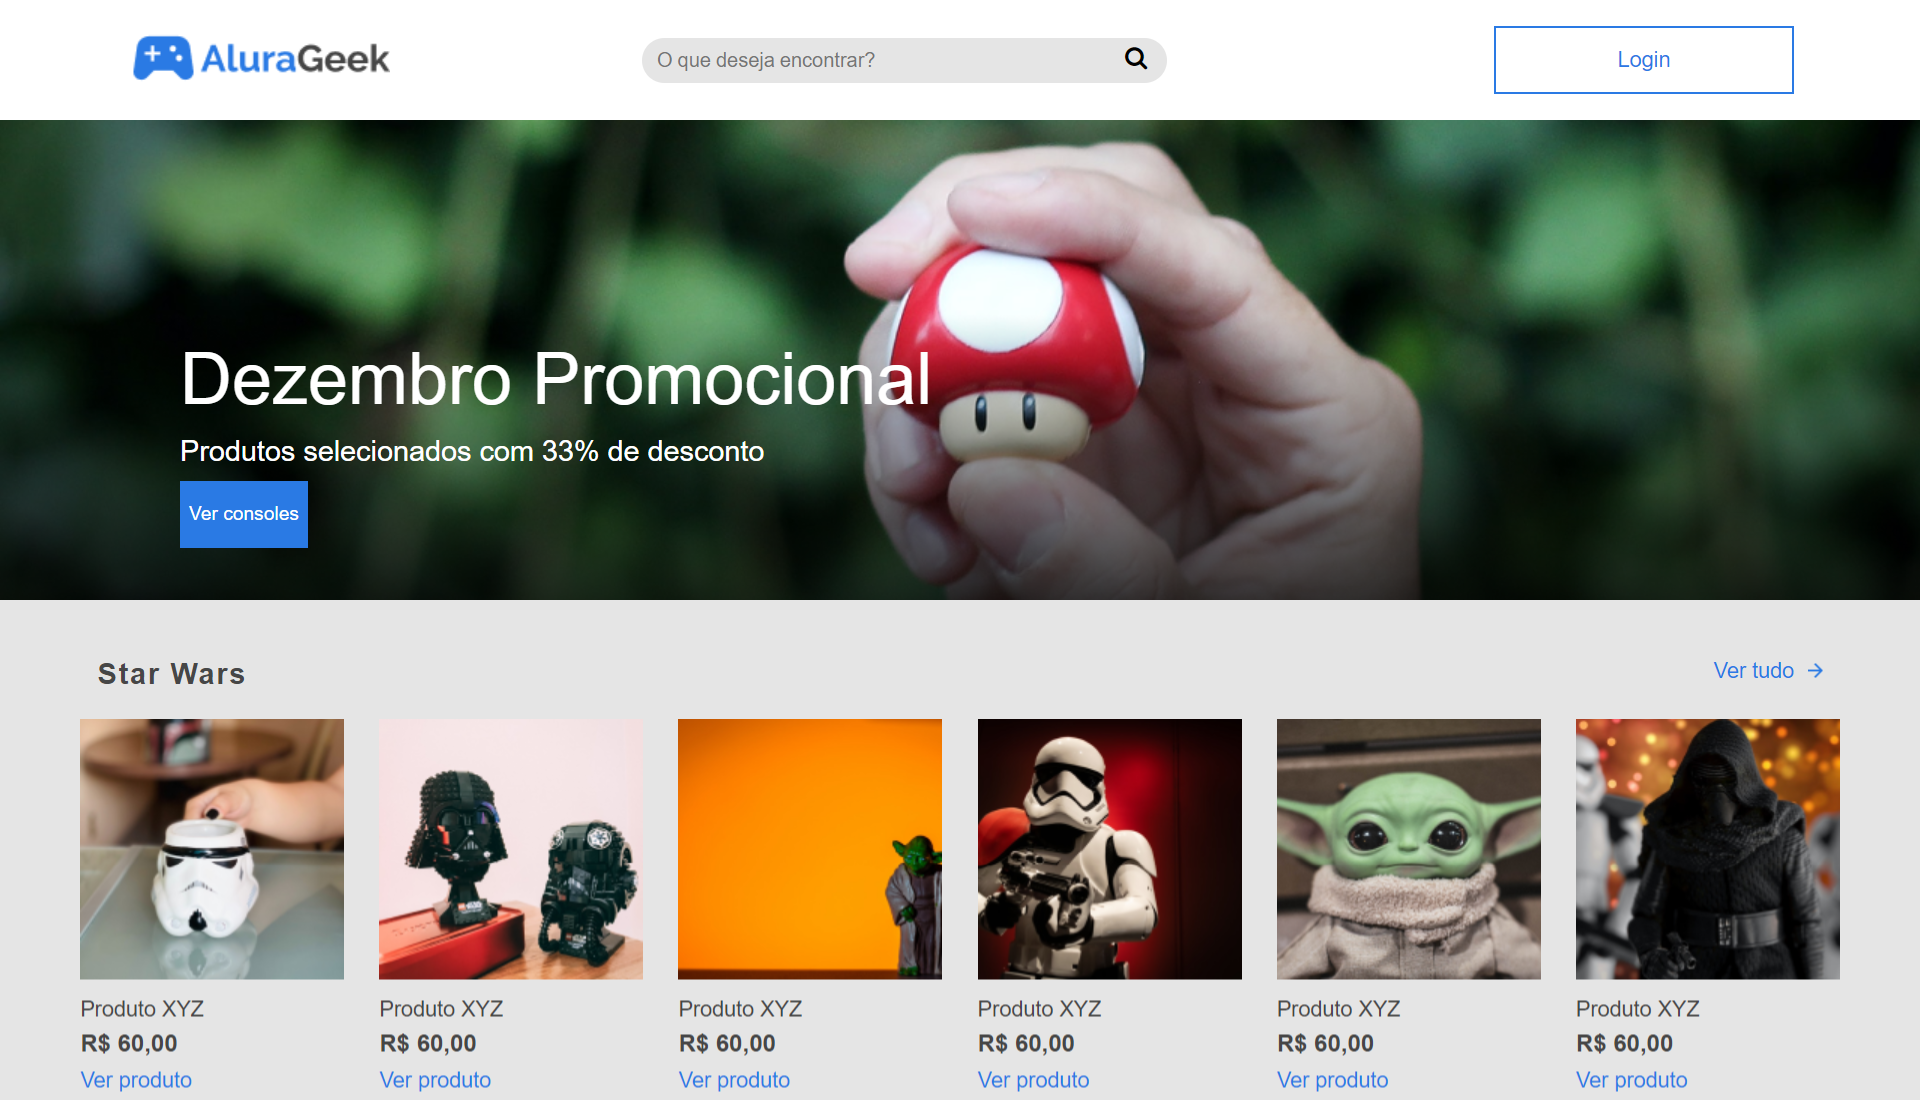 AluraGeek
O que deseja encontrar?
Login
Dezembro Promocional
Produtos selecionados com 33% de desconto
Ver consoles
Star Wars
Ver tudo
Produto XYZ
R$ 60,00
Ver produto
Produto XYZ
R$ 60,00
Ver produto
Produto XYZ
R$ 60,00
Ver produto
Produto XYZ
R$ 60,00
Ver produto
Produto XYZ
R$ 60,00
Ver produto
Produto XYZ
R$ 60,00
Ver produto